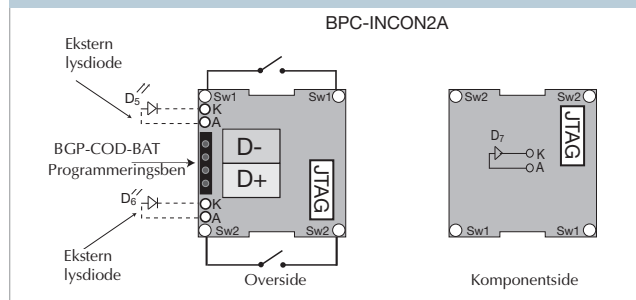 BPC-INCON2A
Ekstern
lysdiode
D5
Sw1 Sw1
K
A
BGP-COD-BAT
Programmeringsben
D-
D+
JTAG
D6
K
A
Sw2 Sw2
Ekstern
lysdiode
Overside
Sw2 Sw2
JTAG
D7
K
A
Sw1 Sw1
Komponentside